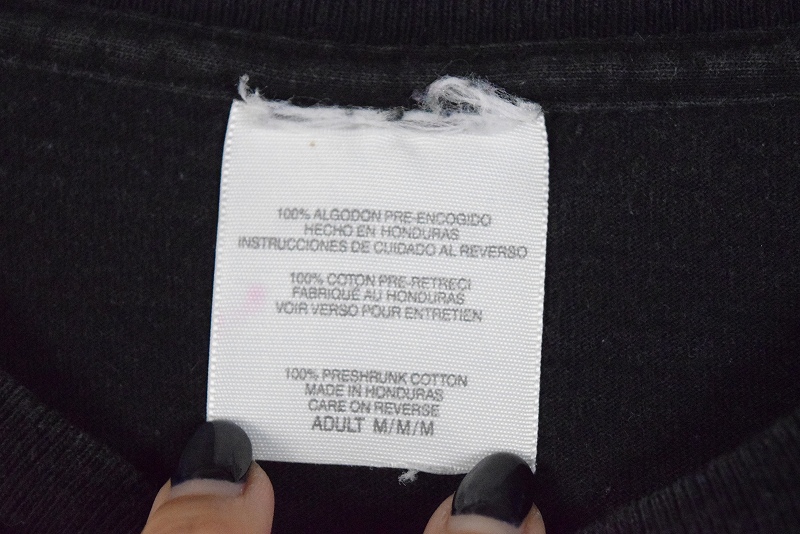 100% ALGODON PRE-ENCOGIDO
HECHO EN HONDURAS
INSTRUCCIONES DE CUIDADO AL REVERSO
100% COTON PRE-RETRECI
FABRIQUÉ AU HONDURAS
VOIR VERSO POUR ENTRETIEN
100% PRESHRUNK COTTON
MADE IN HONDURAS
CARE ON REVERSE
ADULT M/M/M